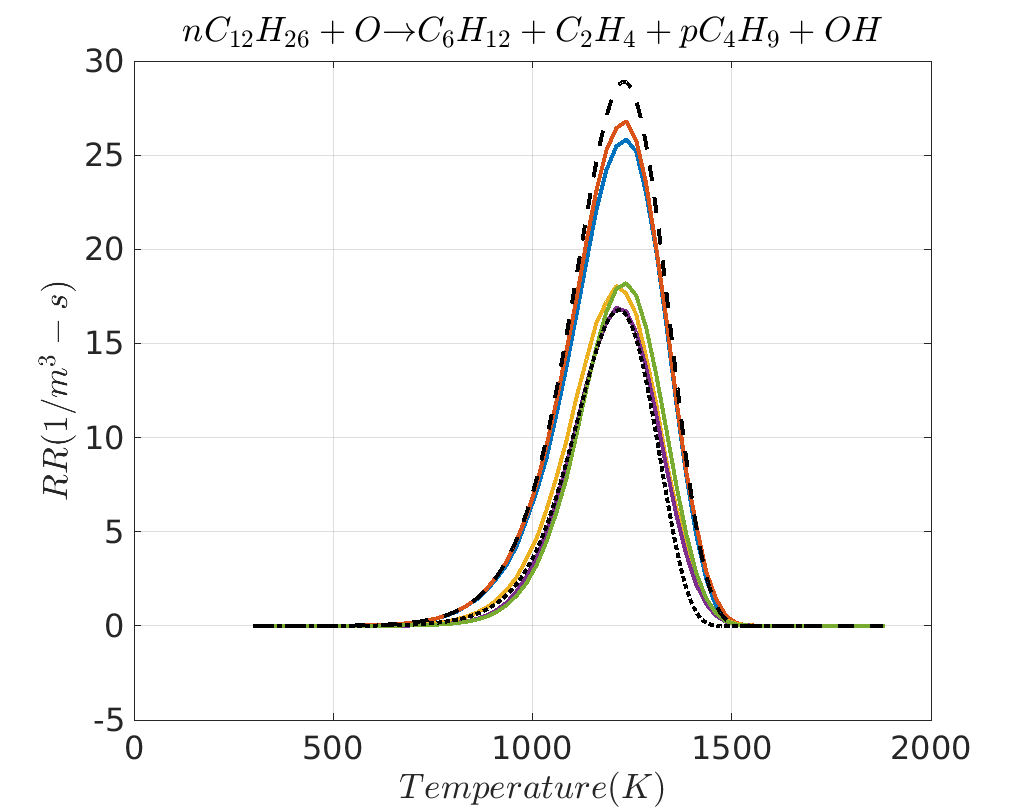 nC₁₂H₂₆ + O→C₆H₁₂ + C₂H₄ + pC₄H₉ + OH
30
25
20
15
10
5
0
-5
RR(1/m³ − s)
0 500 1000 1500 2000
Temperature(K)